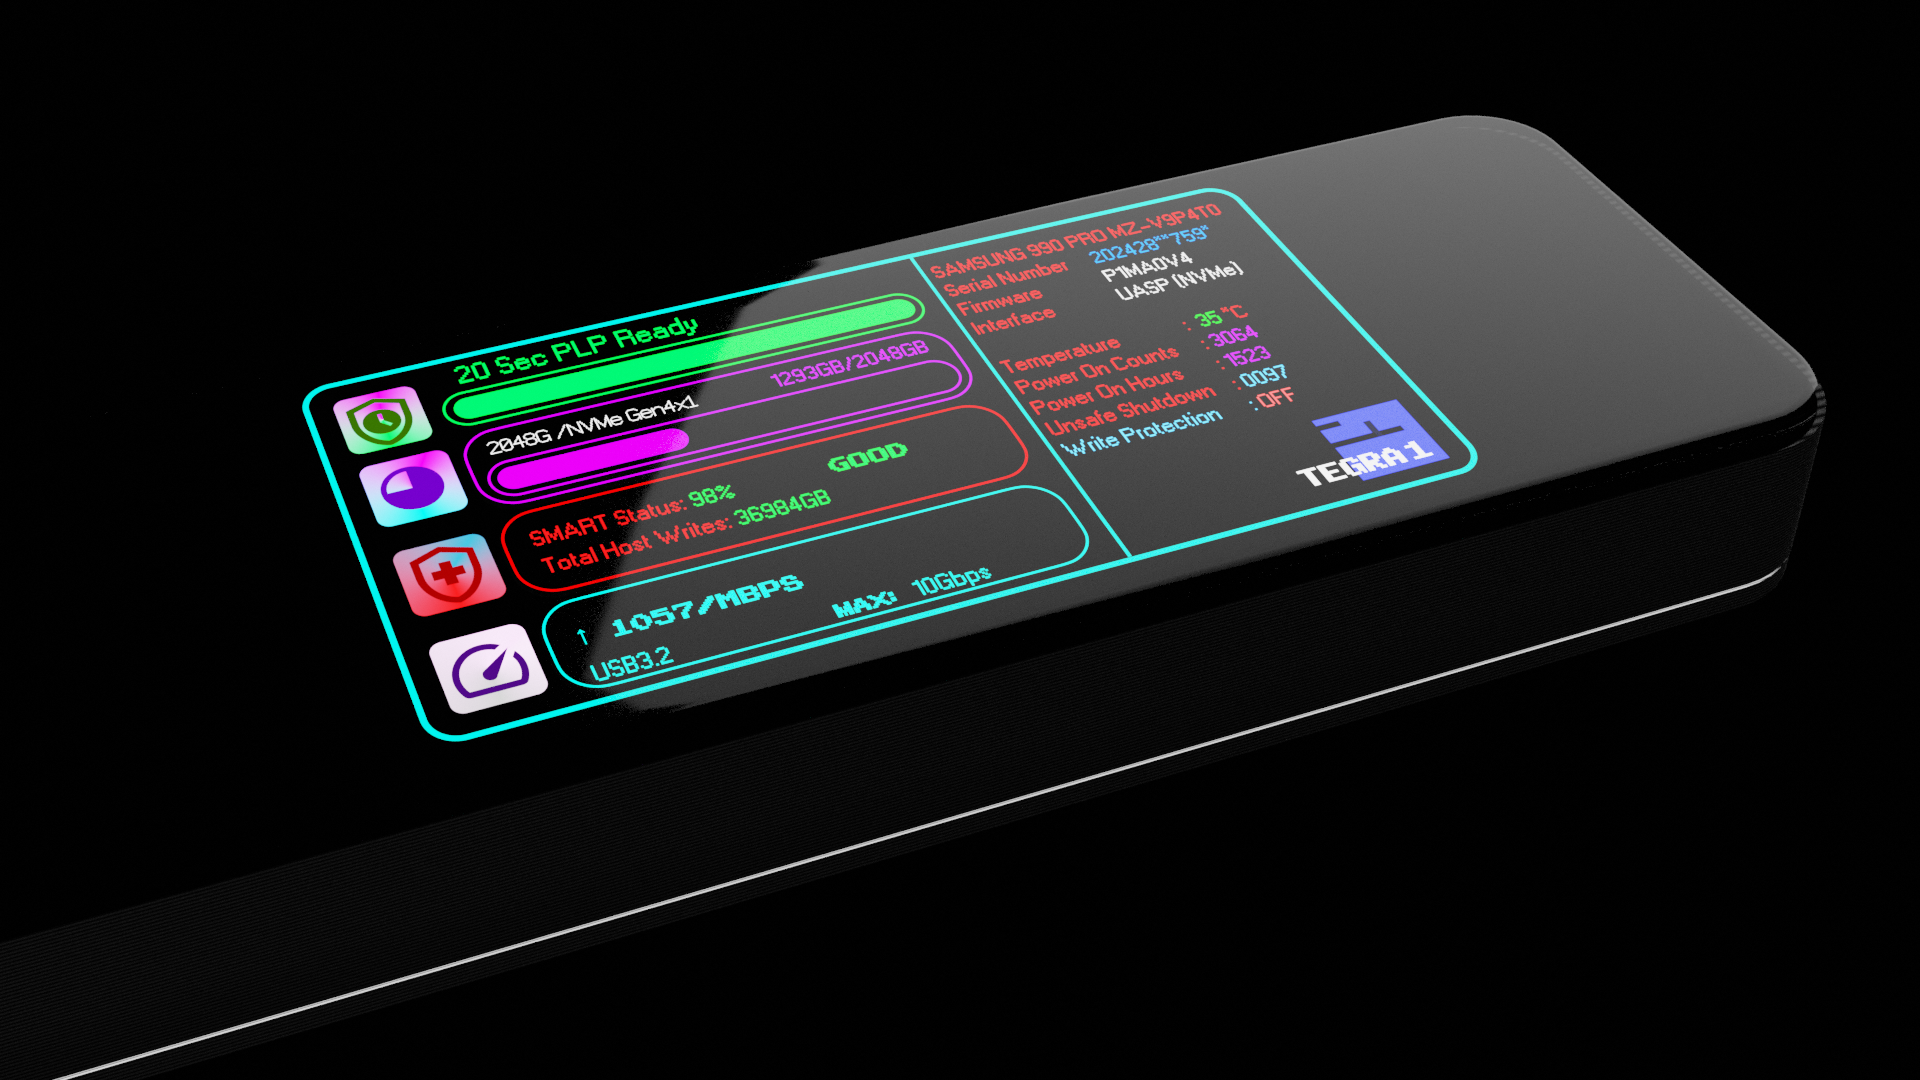 20 Sec PLP Ready
2048G /NVMe Gen4x1
1293GB/2048GB
GOOD
SMART Status: 98%
Total Host Writes: 36984GB
↑ 1057/MBPS
USB3.2
MAX: 10Gbps
SAMSUNG 990 PRO MZ-V9P4T0
Serial Number 202428**759*
Firmware P1MA0V4
Interface UASP (NVMe)
Temperature : 35°C
Power On Counts : 3064
Power On Hours : 1523
Unsafe Shutdown : 0097
Write Protection : OFF
TEGRA 1